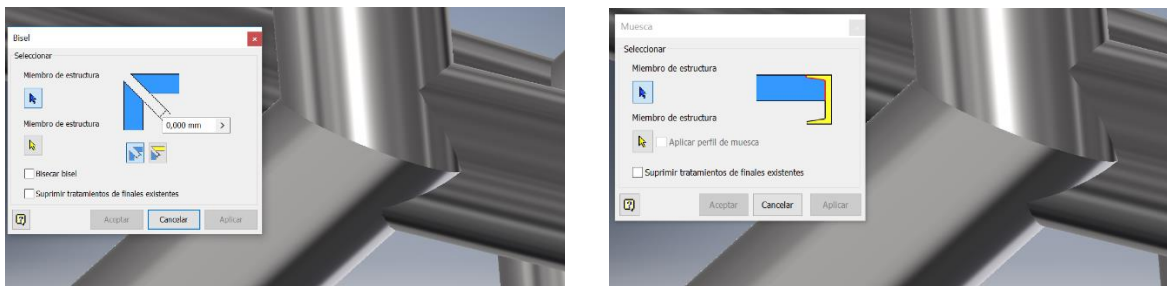 Bisel
Seleccionar
Miembro de estructura
Miembro de estructura
0,000 mm
Bisecar bisel
Suprimir tratamientos de finales existentes
Aceptar Cancelar Aplicar
Muesca
Seleccionar
Miembro de estructura
Miembro de estructura
Aplicar perfil de muesca
Suprimir tratamientos de finales existentes
Aceptar Cancelar Aplicar